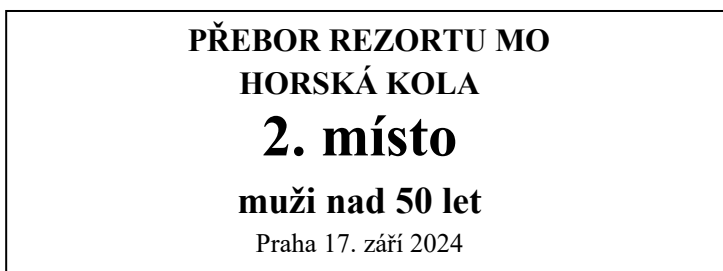 PŘEBOR REZORTU MO
HORSKÁ KOLA
2. místo
muži nad 50 let
Praha 17. září 2024